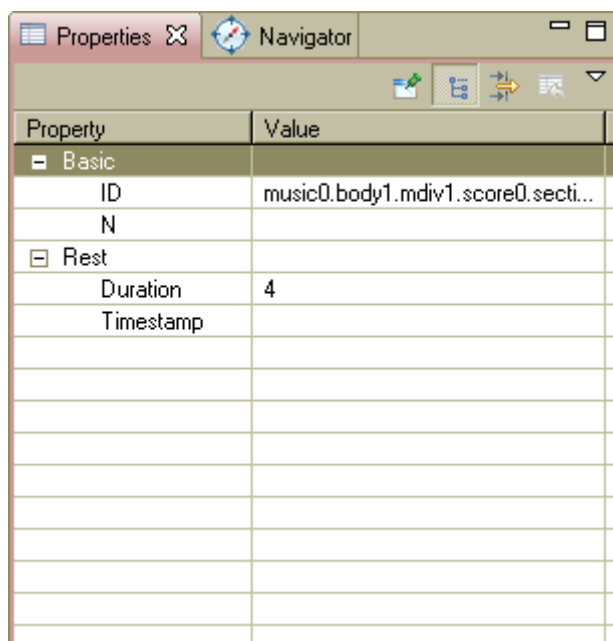 Properties Navigator
Property Value
Basic
ID music0.body1.mdiv1.score0.secti...
N
Rest
Duration 4
Timestamp